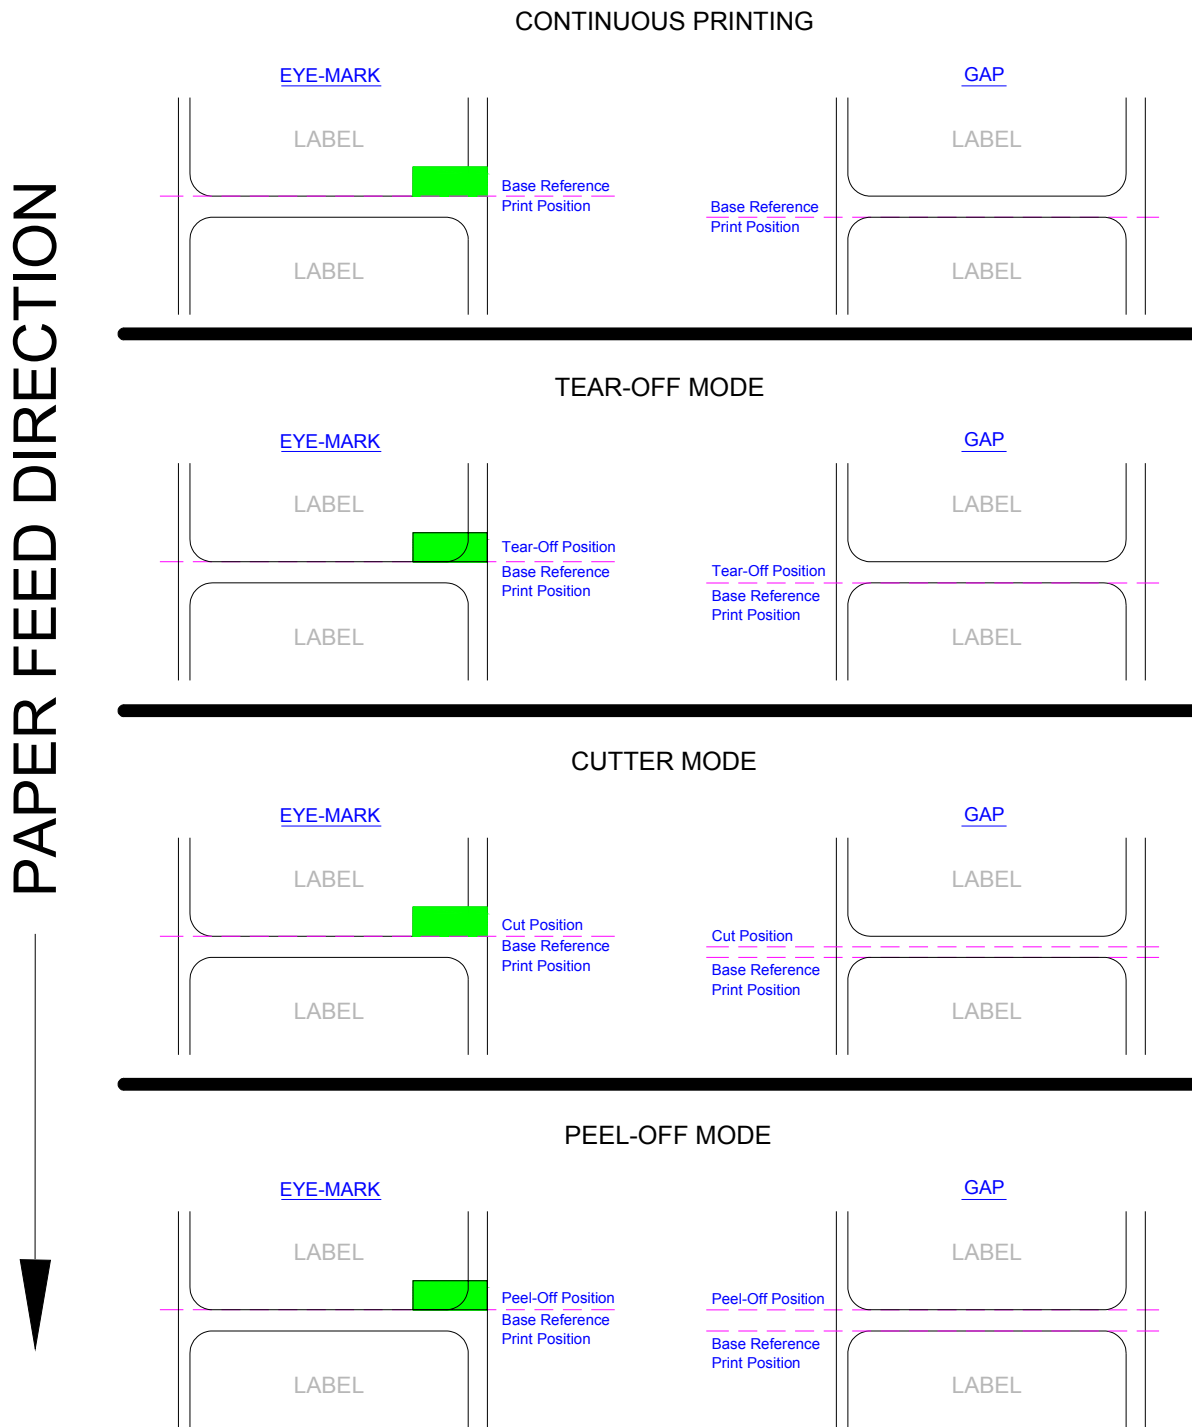 PAPER FEED DIRECTION
CONTINUOUS PRINTING
EYE-MARK
LABEL
Base Reference
Print Position
LABEL
GAP
LABEL
Base Reference
Print Position
LABEL
TEAR-OFF MODE
EYE-MARK
LABEL
Tear-Off Position
Base Reference
Print Position
LABEL
GAP
LABEL
Tear-Off Position
Base Reference
Print Position
LABEL
CUTTER MODE
EYE-MARK
LABEL
Cut Position
Base Reference
Print Position
LABEL
GAP
LABEL
Cut Position
Base Reference
Print Position
LABEL
PEEL-OFF MODE
EYE-MARK
LABEL
Peel-Off Position
Base Reference
Print Position
LABEL
GAP
LABEL
Peel-Off Position
Base Reference
Print Position
LABEL